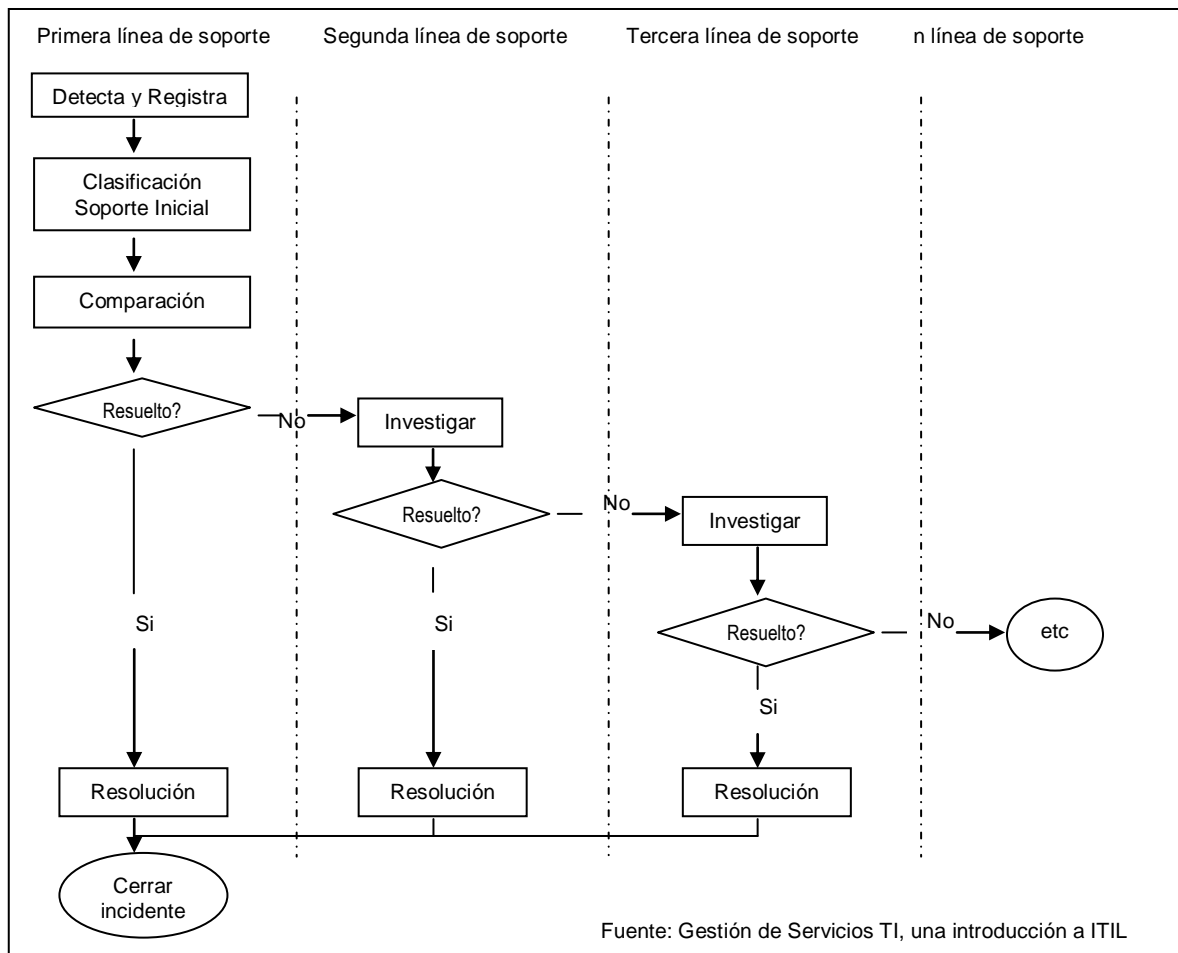 Primera línea de soporte
Segunda línea de soporte
Tercera línea de soporte
n línea de soporte
Detecta y Registra
Clasificación
Soporte Inicial
Comparación
Resuelto?
No
Investigar
Resuelto?
No
Investigar
Resuelto?
No
etc
Si
Si
Si
Resolución
Resolución
Resolución
Cerrar
incidente
Fuente: Gestión de Servicios TI, una introducción a ITIL